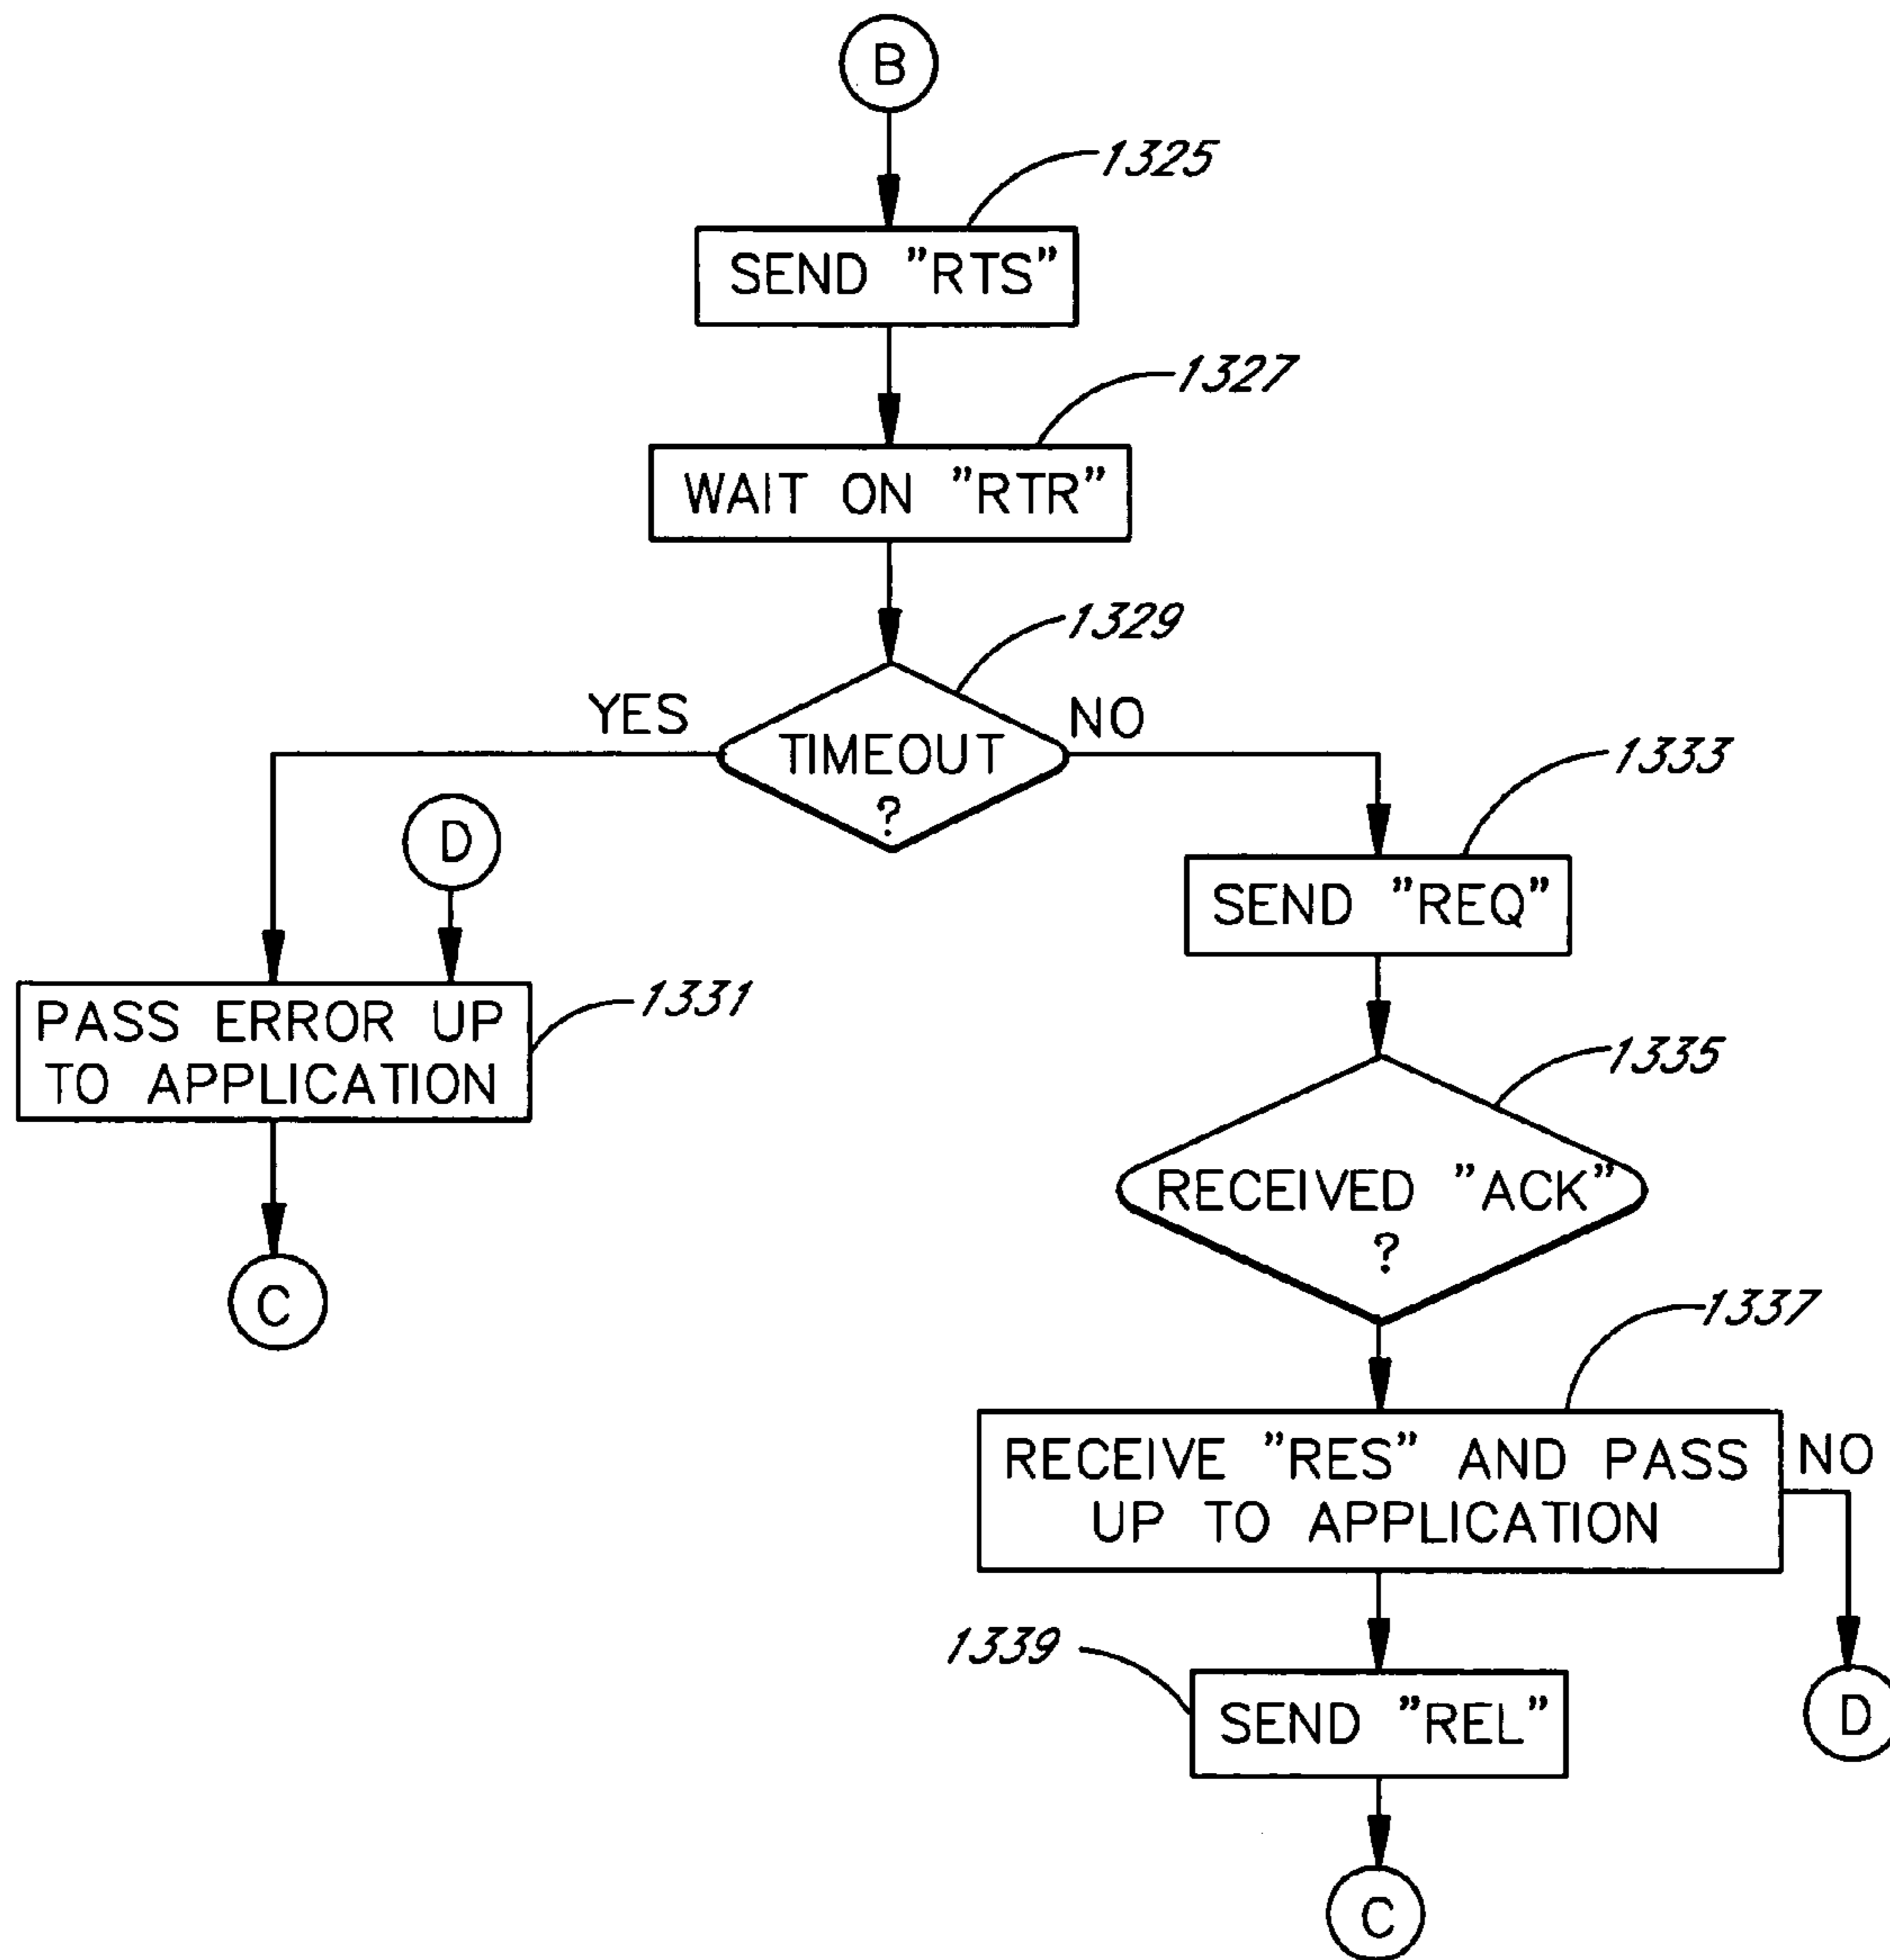 B
1325
SEND "RTS"
1327
WAIT ON "RTR"
1329
YES
TIMEOUT
?
NO
1333
D
SEND "REQ"
PASS ERROR UP
TO APPLICATION
1331
1335
RECEIVED "ACK"
?
C
1337
RECEIVE "RES" AND PASS
UP TO APPLICATION
NO
1339
SEND "REL"
D
C